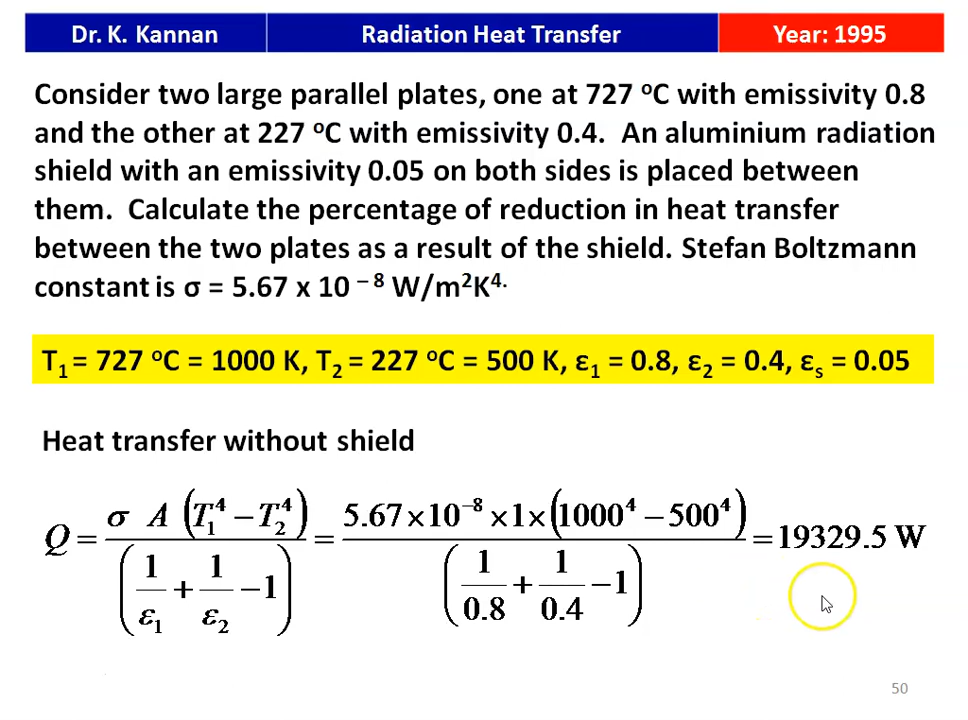 Dr. K. Kannan Radiation Heat Transfer Year: 1995
Consider two large parallel plates, one at 727 ᵒC with emissivity 0.8
and the other at 227 ᵒC with emissivity 0.4. An aluminium radiation
shield with an emissivity 0.05 on both sides is placed between
them. Calculate the percentage of reduction in heat transfer
between the two plates as a result of the shield. Stefan Boltzmann
constant is σ = 5.67 x 10 ⁻ ⁸ W/m²K⁴·
T₁ = 727 ᵒC = 1000 K, T₂ = 227 ᵒC = 500 K, ε₁ = 0.8, ε₂ = 0.4, εₛ = 0.05
Heat transfer without shield
Q = σ A (T₁⁴ − T₂⁴) / (1/ε₁ + 1/ε₂ − 1) = 5.67×10⁻⁸ ×1×(1000⁴ − 500⁴) / (1/0.8 + 1/0.4 − 1) = 19329.5 W
50